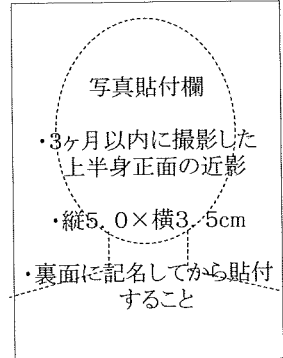 写真貼付欄
・3ヶ月以内に撮影した
上半身正面の近影
・縦5.0×横3.5cm
・裏面に記名してから貼付
すること